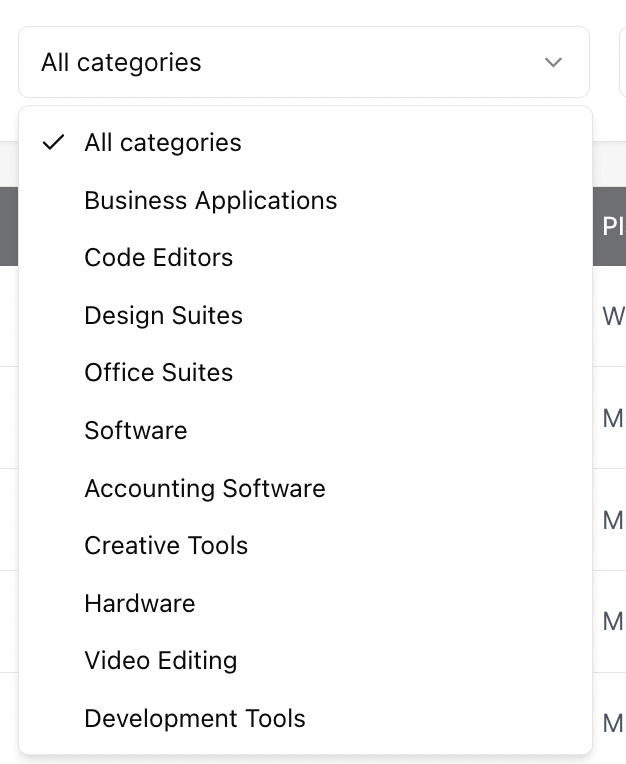 All categories
All categories
Business Applications
Code Editors
Design Suites
Office Suites
Software
Accounting Software
Creative Tools
Hardware
Video Editing
Development Tools
Pl
W
M
M
M
M